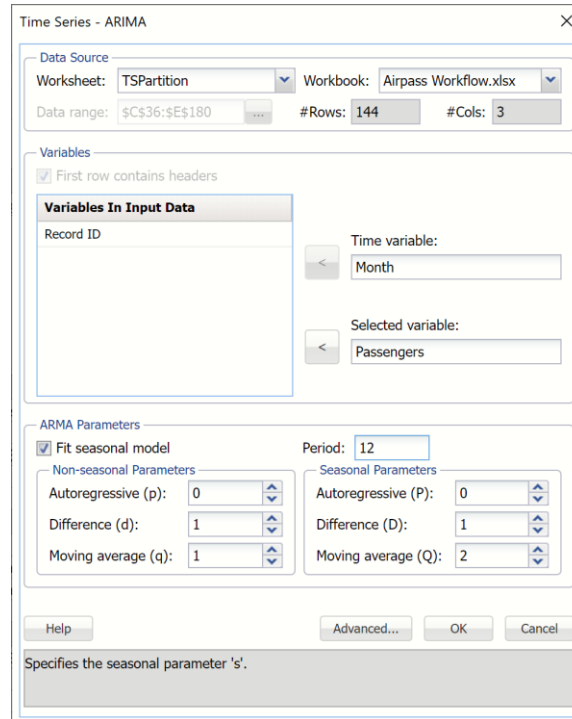 Time Series - ARIMA
Data Source
Worksheet: TSPartition Workbook: Airpass Workflow.xlsx
Data range: $C$36:$E$180 ... #Rows: 144 #Cols: 3
Variables
First row contains headers
Variables In Input Data
Record ID
Time variable:
< Month
Selected variable:
< Passengers
ARMA Parameters
Fit seasonal model Period: 12
Non-seasonal Parameters Seasonal Parameters
Autoregressive (p): 0 Autoregressive (P): 0
Difference (d): 1 Difference (D): 1
Moving average (q): 1 Moving average (Q): 2
Help Advanced... OK Cancel
Specifies the seasonal parameter 's'.